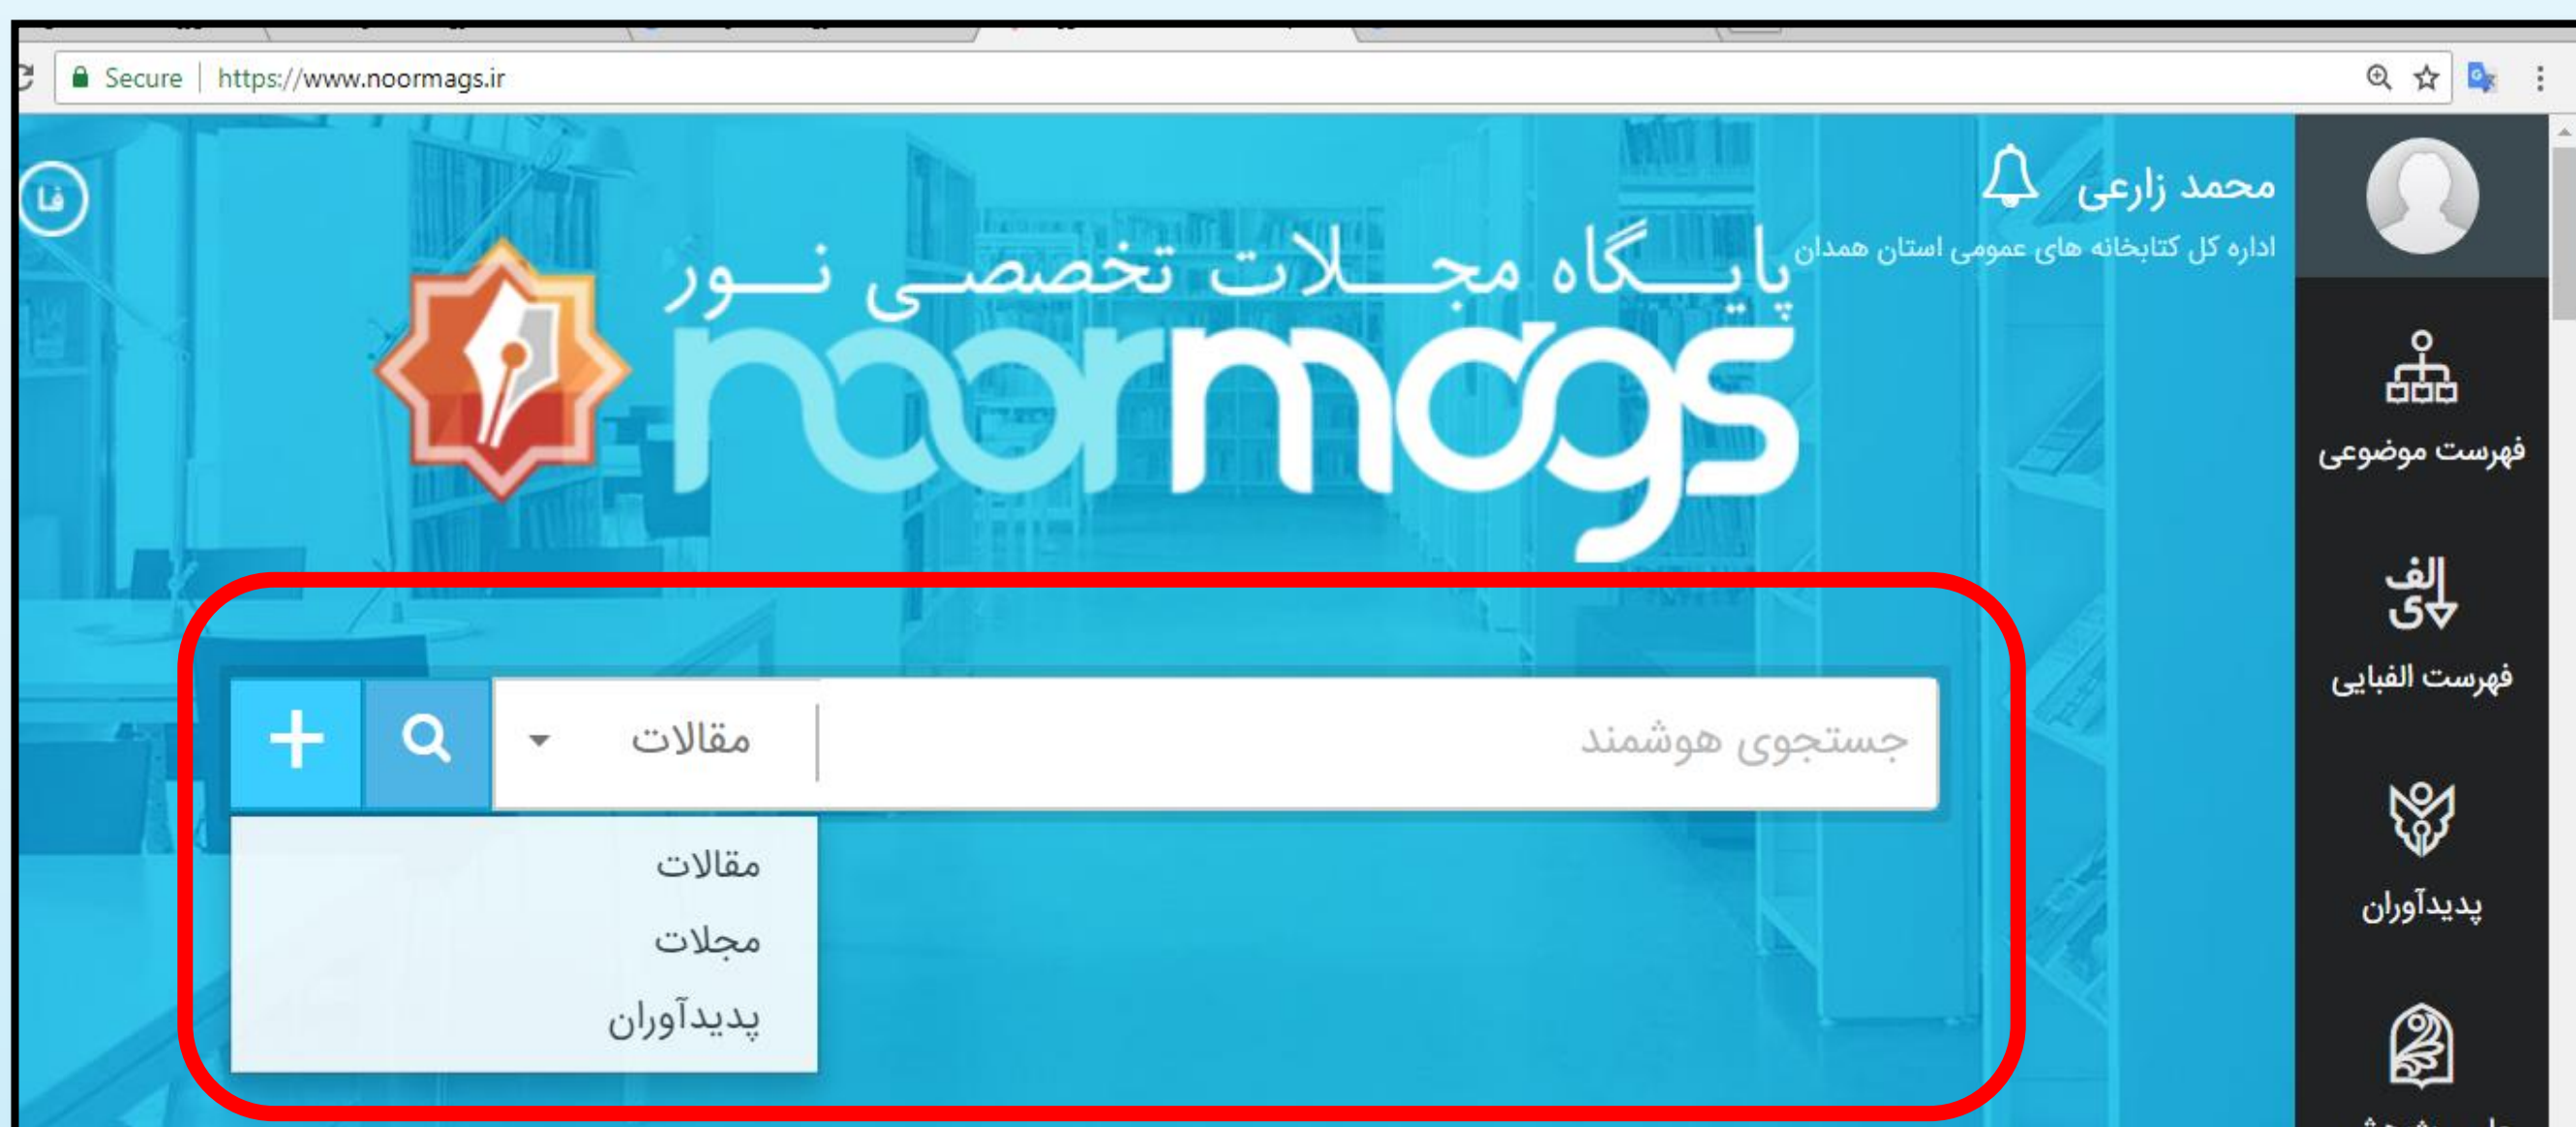 Secure | https://www.noormags.ir
محمد زارعی
اداره کل کتابخانه های عمومی استان همدان
فا
پایگاه مجلات تخصصی نور
noormags
جستجوی هوشمند
مقالات
مقالات
مجلات
پدیدآوران
فهرست موضوعی
الف
ی
فهرست الفبایی
پدیدآوران